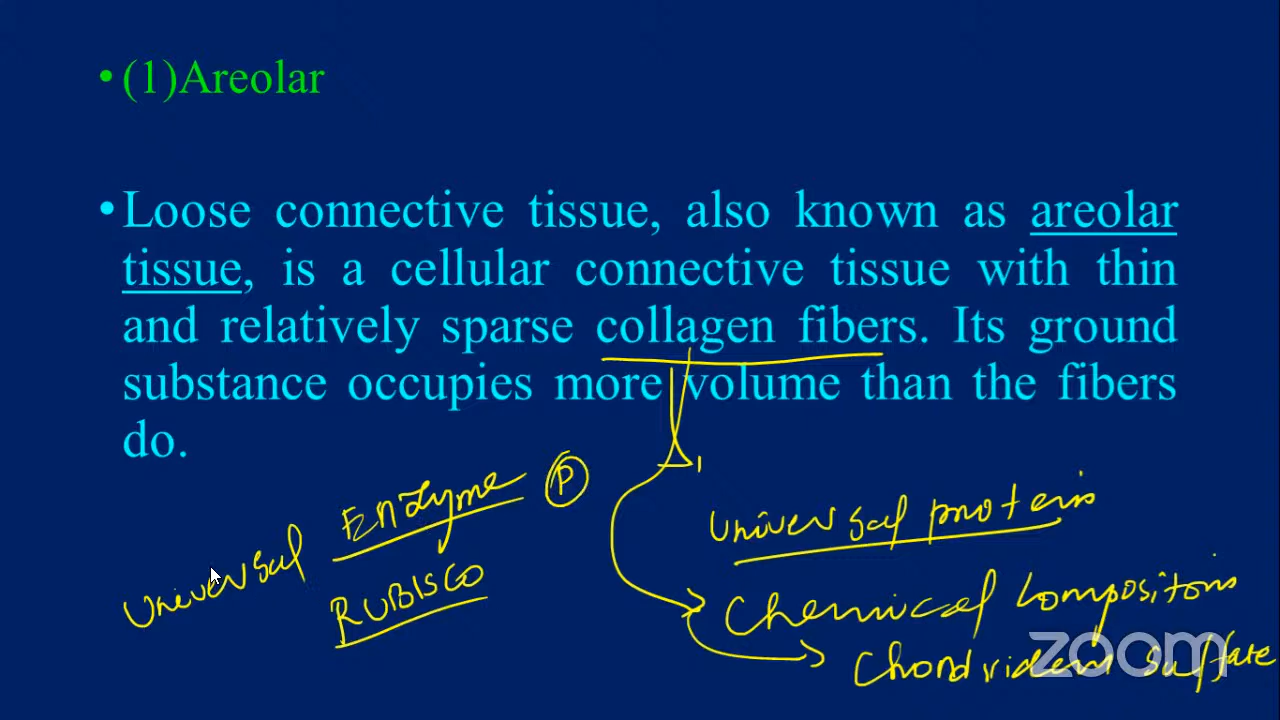 • (1)Areolar
• Loose connective tissue, also known as areolar
tissue, is a cellular connective tissue with thin
and relatively sparse collagen fibers. Its ground
substance occupies more volume than the fibers
do.
Universal Enzyme P
RUBISCO
Universal proteins
Chemical compositions
Chondridem sulfate
zoom